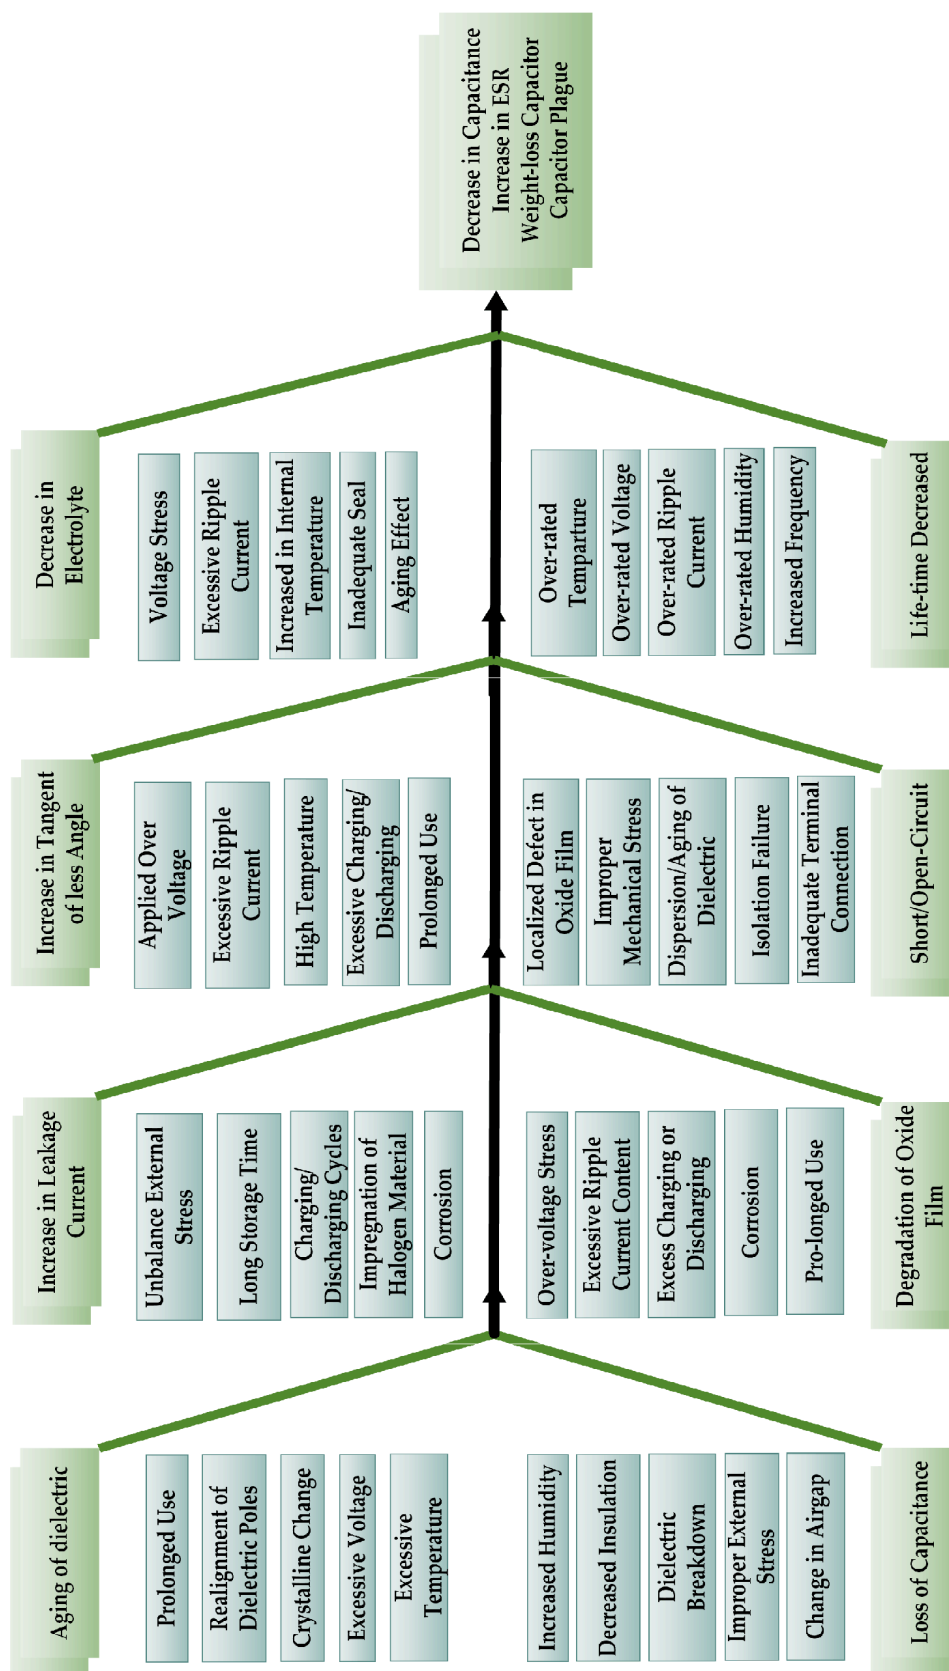 Aging of dielectric
Prolonged Use
Realignment of
Dielectric Poles
Crystalline Change
Excessive Voltage
Excessive
Temperature
Increase in Leakage
Current
Unbalance External
Stress
Long Storage Time
Charging/
Discharging Cycles
Impregnation of
Halogen Material
Corrosion
Increase in Tangent
of less Angle
Applied Over
Voltage
Excessive Ripple
Current
High Temperature
Excessive Charging/
Discharging
Prolonged Use
Decrease in
Electrolyte
Voltage Stress
Excessive Ripple
Current
Increased in Internal
Temperature
Inadequate Seal
Aging Effect
Decrease in Capacitance
Increase in ESR
Weight-loss Capacitor
Capacitor Plague
Increased Humidity
Decreased Insulation
Dielectric
Breakdown
Improper External
Stress
Change in Airgap
Loss of Capacitance
Over-voltage Stress
Excessive Ripple
Current Content
Excess Charging or
Discharging
Corrosion
Pro-longed Use
Degradation of Oxide
Film
Localized Defect in
Oxide Film
Improper
Mechanical Stress
Dispersion/Aging of
Dielectric
Isolation Failure
Inadequate Terminal
Connection
Short/Open-Circuit
Over-rated
Temparture
Over-rated Voltage
Over-rated Ripple
Current
Over-rated Humidity
Increased Frequency
Life-time Decreased